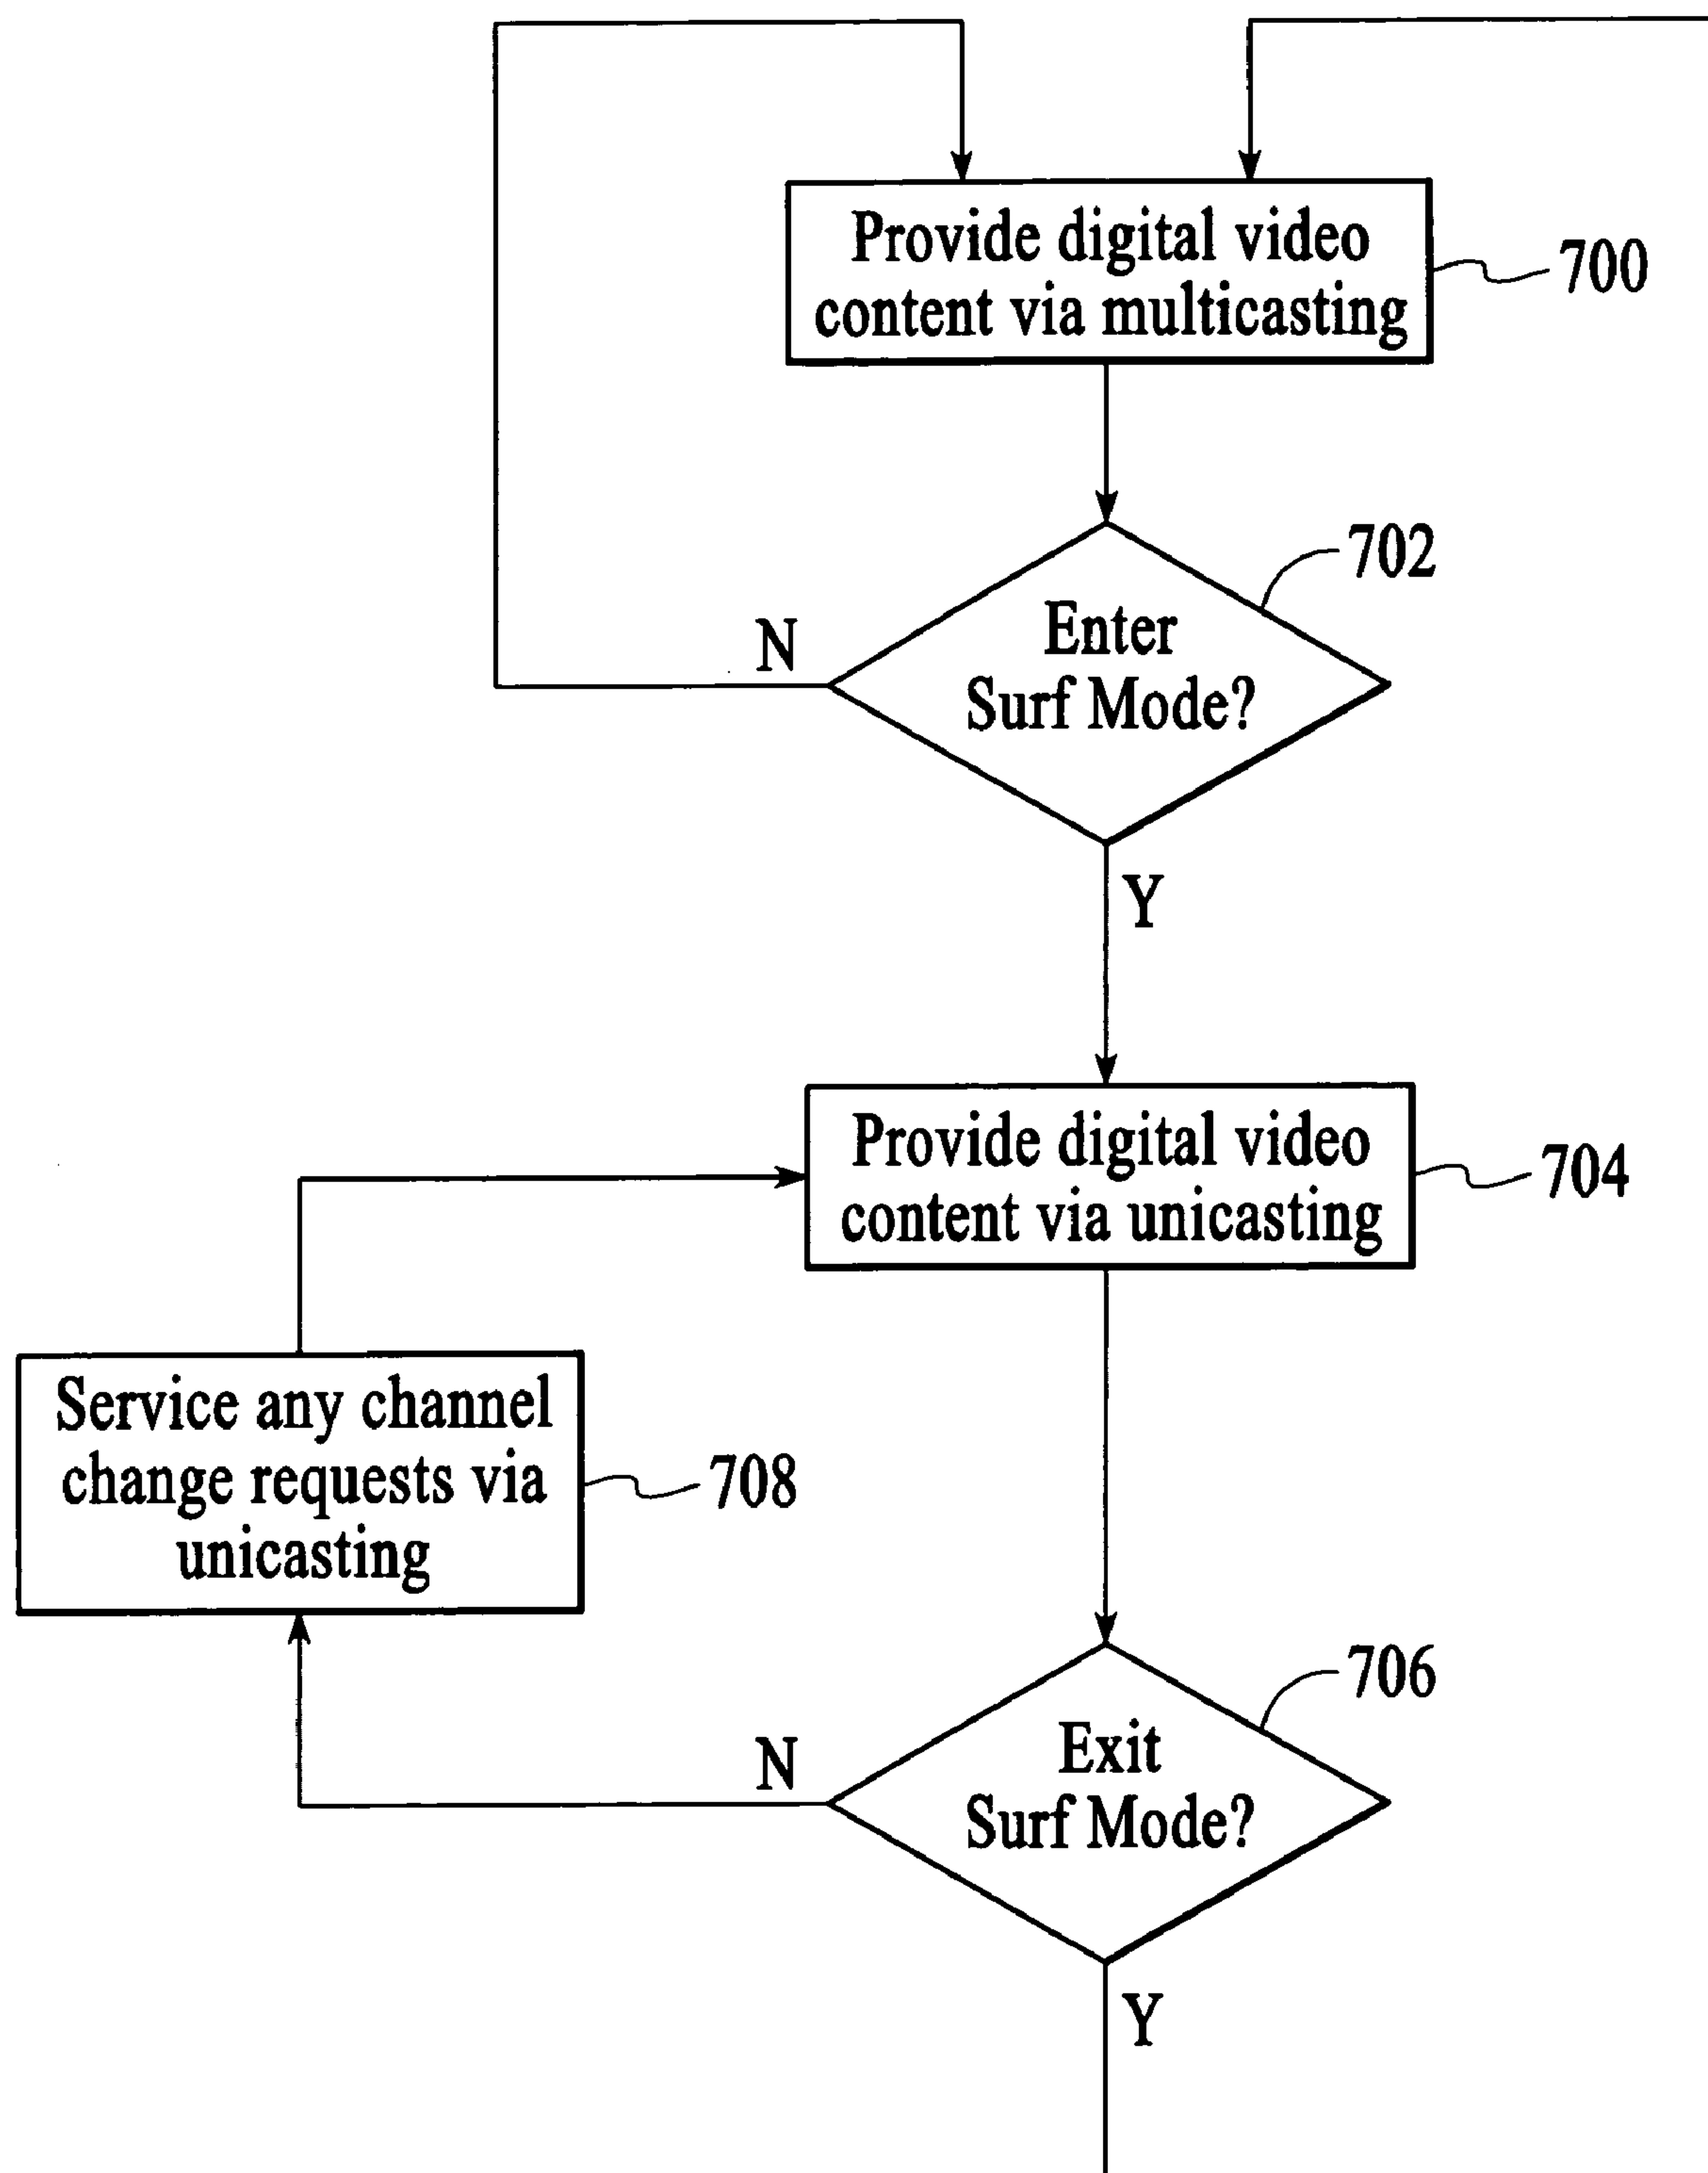 Provide digital video
content via multicasting
700
702
Enter
Surf Mode?
N
Y
Provide digital video
content via unicasting
704
Service any channel
change requests via
unicasting
708
706
Exit
Surf Mode?
N
Y